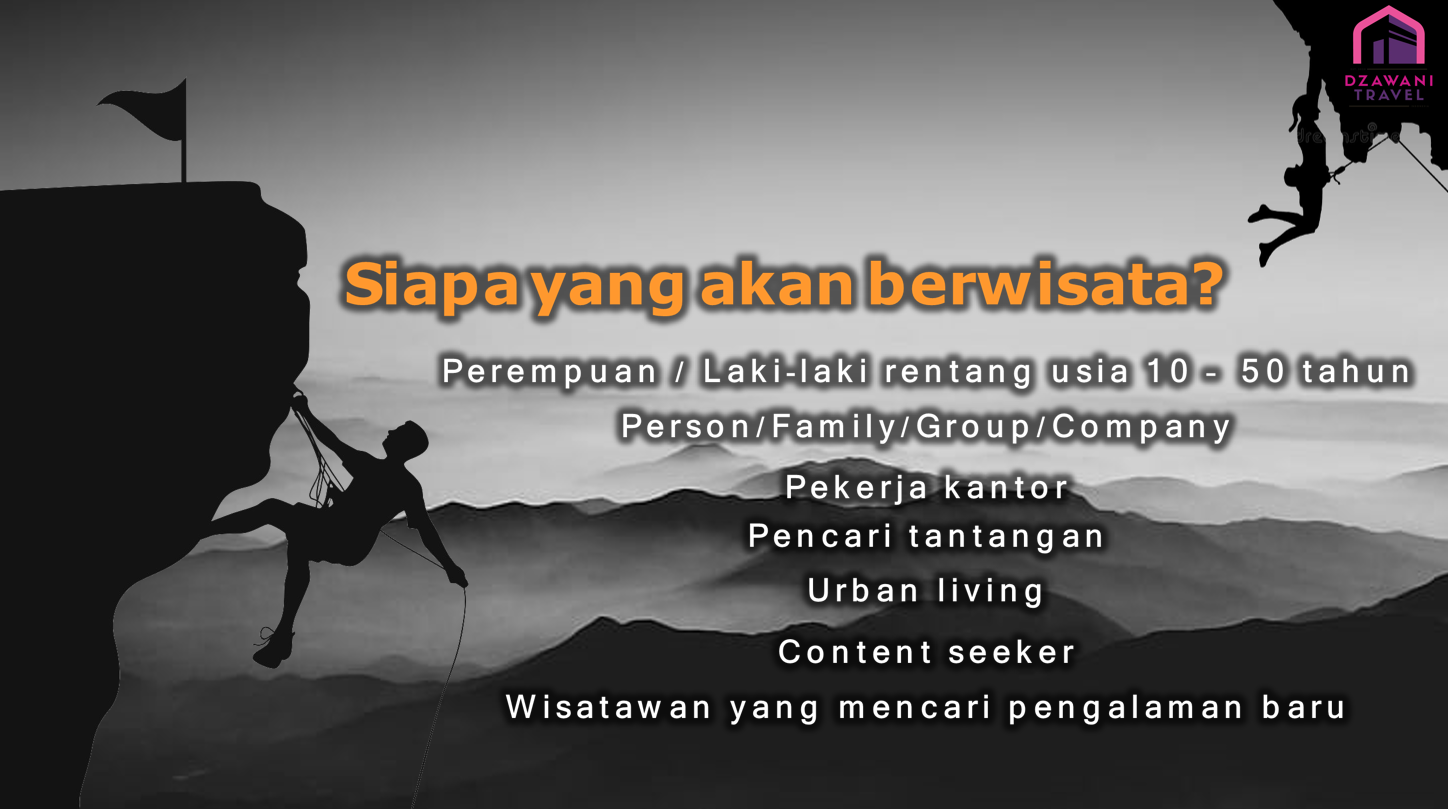 DZAWANI
TRAVEL
Siapa yang akan berwisata?
Perempuan / Laki-laki rentang usia 10 - 50 tahun
Person/Family/Group/Company
Pekerja kantor
Pencari tantangan
Urban living
Content seeker
Wisatawan yang mencari pengalaman baru